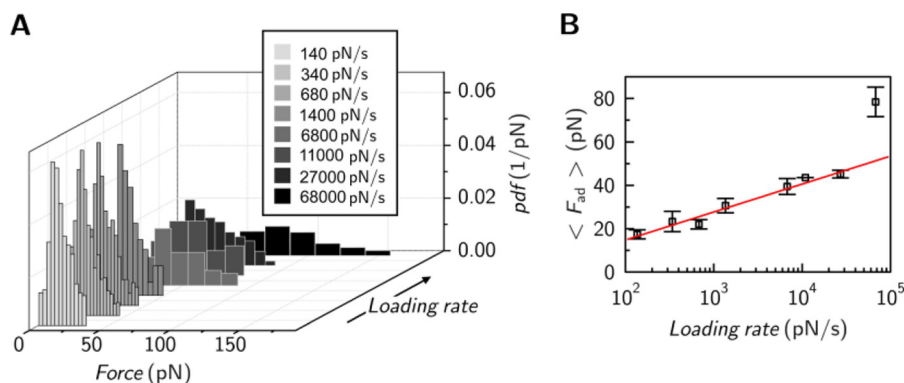 A
140 pN/s
340 pN/s
680 pN/s
1400 pN/s
6800 pN/s
11000 pN/s
27000 pN/s
68000 pN/s
0.06
0.04
0.02
0.00
pdf (1/pN)
Loading rate
0 50 100 150
Force (pN)
B
80
60
40
20
0
< F_ad > (pN)
10^2 10^3 10^4 10^5
Loading rate (pN/s)